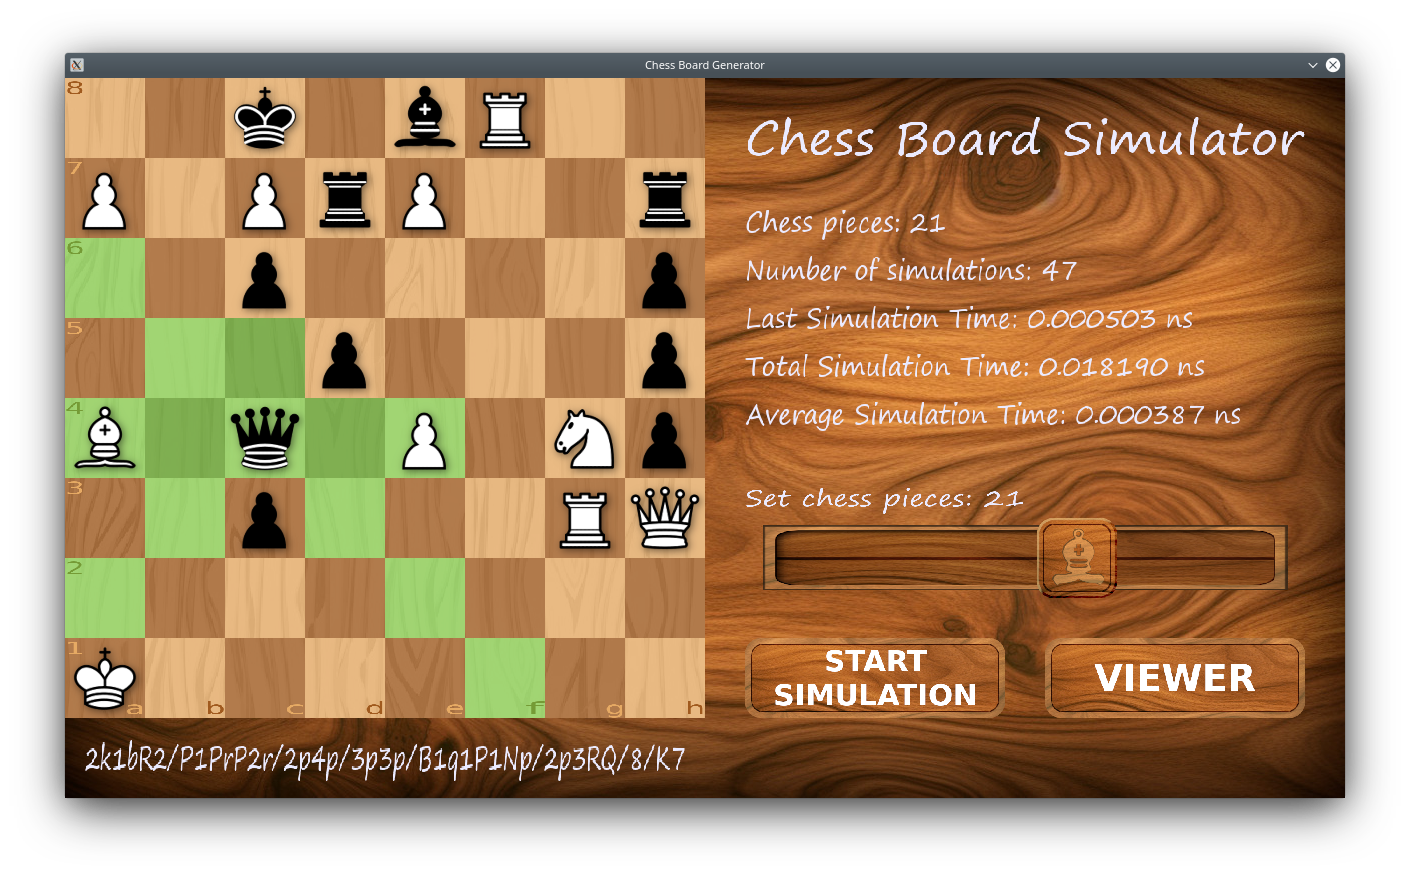 Chess Board Generator
8
7
6
5
4
3
2
1
a b c d e f g h
2k1bR2/P1PrP2r/2p4p/3p3p/B1q1P1Np/2p3RQ/8/K7
Chess Board Simulator
Chess pieces: 21
Number of simulations: 47
Last Simulation Time: 0.000503 ns
Total Simulation Time: 0.018190 ns
Average Simulation Time: 0.000387 ns
Set chess pieces: 21
START
SIMULATION
VIEWER